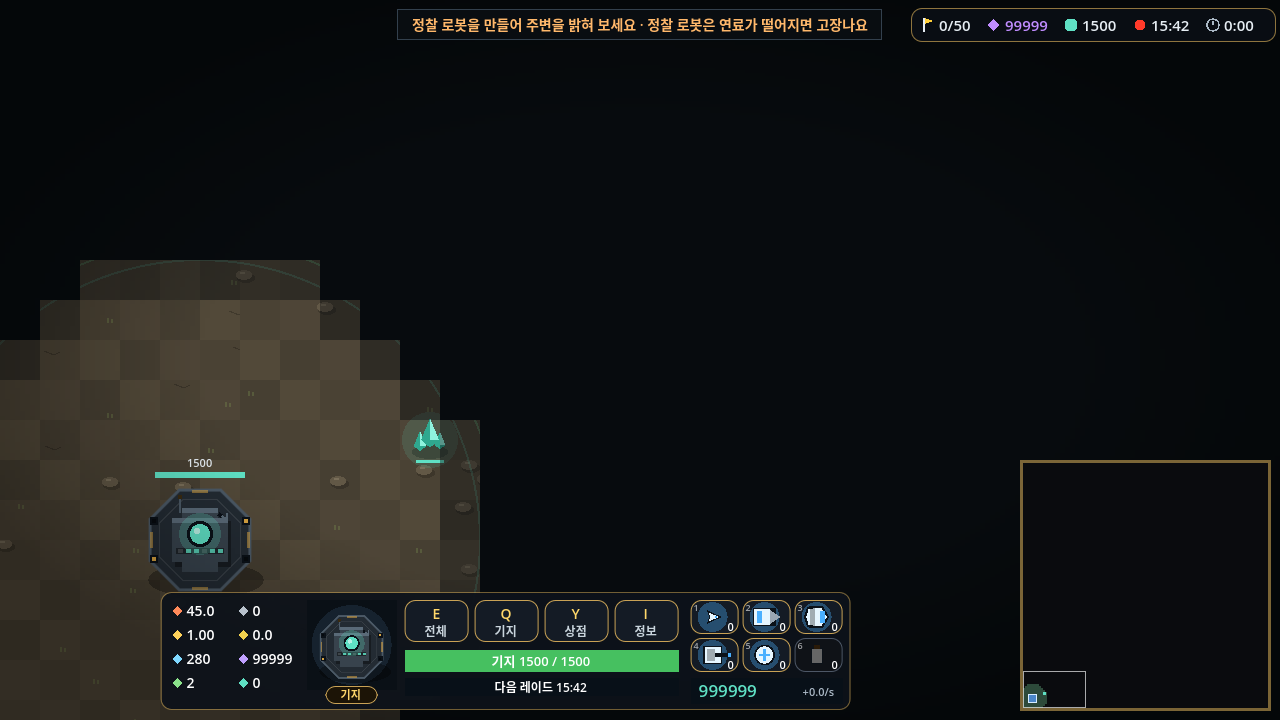 정찰 로봇을 만들어 주변을 밝혀 보세요 · 정찰 로봇은 연료가 떨어지면 고장나요
0/50 99999 1500 15:42 0:00
1500
45.0 0
1.00 0.0
280 99999
2 0
기지
E 전체
Q 기지
Y 상점
I 정보
기지 1500 / 1500
다음 레이드 15:42
1 0
2 0
3 0
4 0
5 0
6 0
999999 +0.0/s